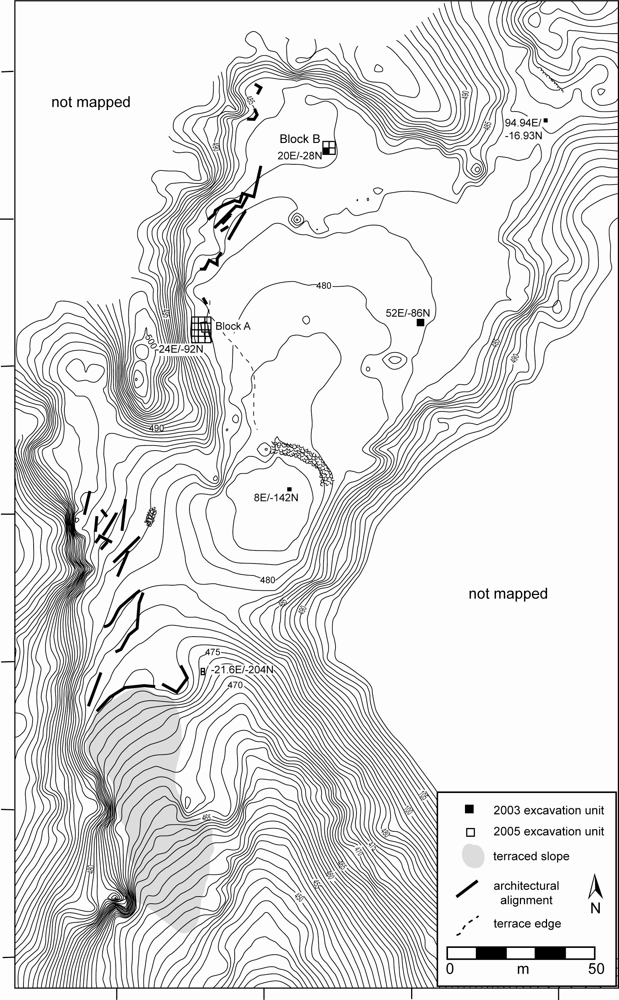 490
not mapped
485
94.94E/
-16.93N
485
Block B
490
20E/-28N
480
495
52E/-86N
Block A
500
-24E/-92N
485
490
490
8E/-142N
480
not mapped
485
490
475
-21.6E/-204N
470
105
100
465
480
475
470
465
460
455
450
480
2003 excavation unit
2005 excavation unit
terraced slope
architectural
alignment
N
terrace edge
0 m 50